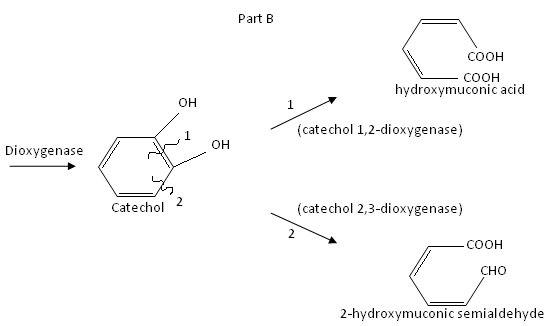 Part B
COOH
COOH
hydroxymuconic acid
OH
1
(catechol 1,2-dioxygenase)
1
OH
Dioxygenase
2
Catechol
(catechol 2,3-dioxygenase)
2
COOH
CHO
2-hydroxymuconic semialdehyde